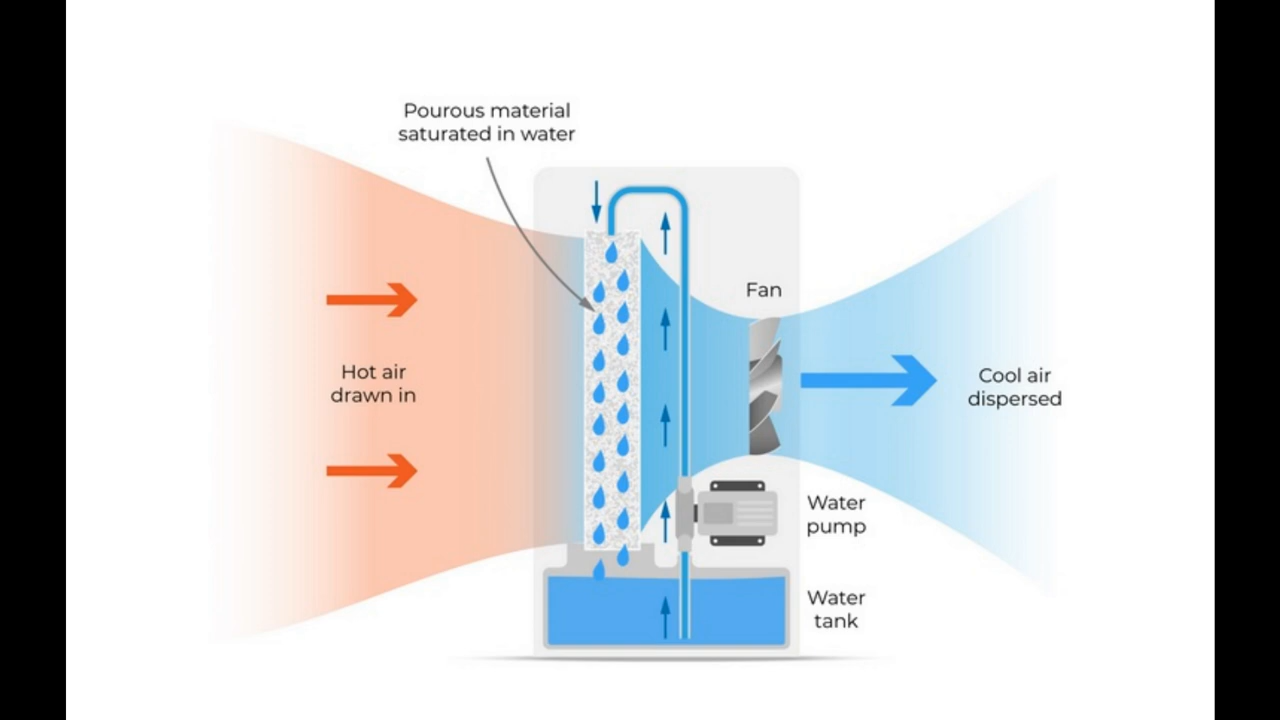 Pourous material
saturated in water
Fan
Hot air
drawn in
Cool air
dispersed
Water
pump
Water
tank